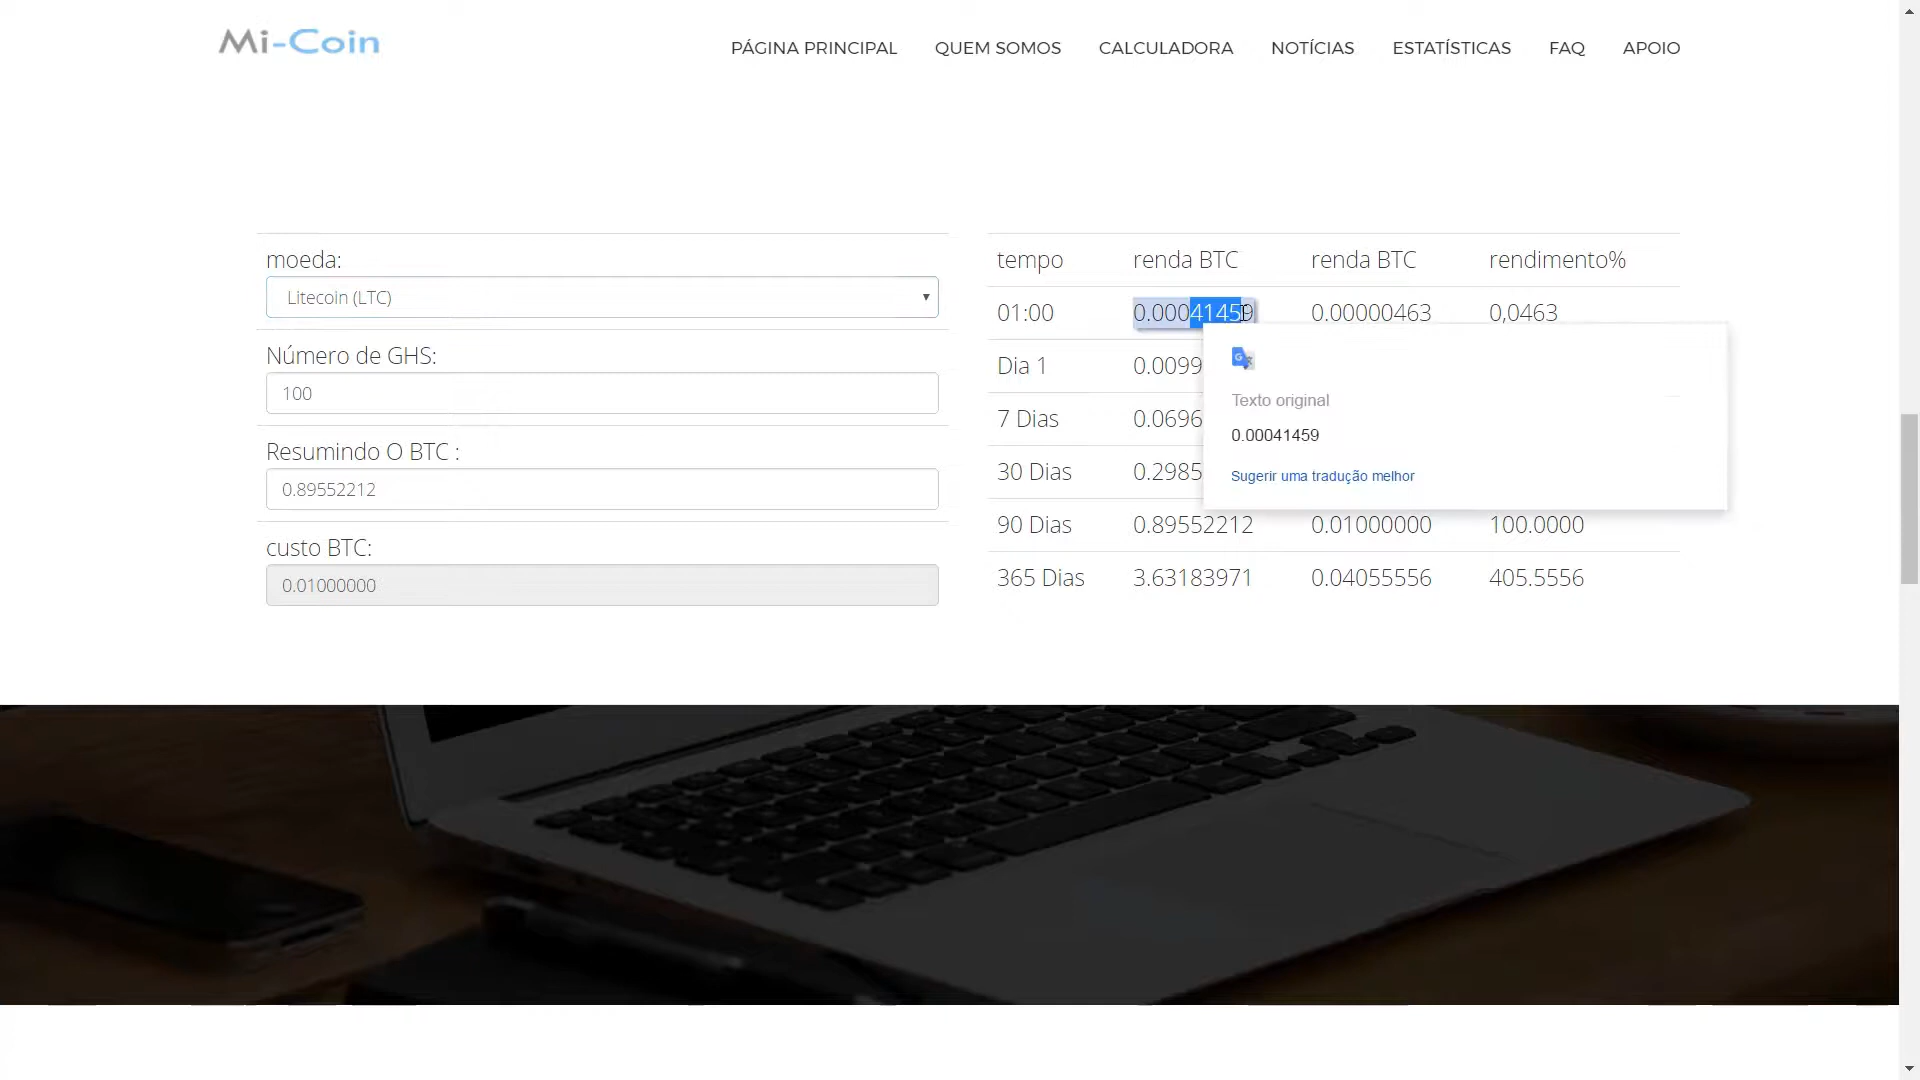 Mi-Coin
PÁGINA PRINCIPAL QUEM SOMOS CALCULADORA NOTÍCIAS ESTATÍSTICAS FAQ APOIO
moeda:
Litecoin (LTC)
Número de GHS:
100
Resumindo O BTC :
0.89552212
custo BTC:
0.01000000
tempo renda BTC renda BTC rendimento%
01:00 0.00041459 0.00000463 0,0463
Dia 1 0.0099
7 Dias 0.0696
30 Dias 0.2985
90 Dias 0.89552212 0.01000000 100.0000
365 Dias 3.63183971 0.04055556 405.5556
Texto original
0.00041459
Sugerir uma tradução melhor